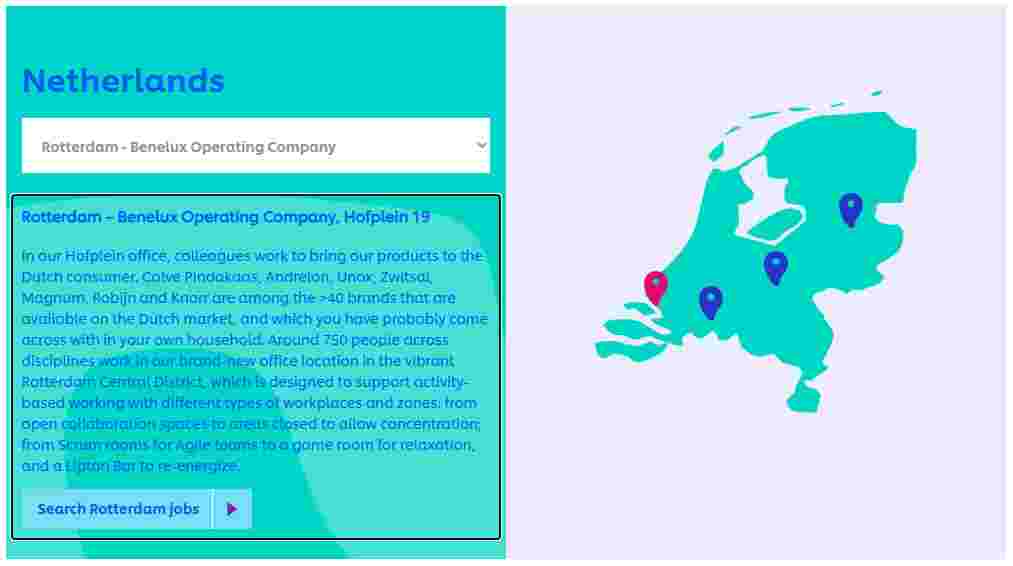 Netherlands
Rotterdam - Benelux Operating Company
Rotterdam – Benelux Operating Company, Hofplein 19
In our Hofplein office, colleagues work to bring our products to the
Dutch consumer. Calve Pindakaas, Andrelon, Unox, Zwitsal,
Magnum, Robijn and Knorr are among the >40 brands that are
available on the Dutch market, and which you have probably come
across with in your own household. Around 750 people across
disciplines work in our brand-new office location in the vibrant
Rotterdam Central District, which is designed to support activity-
based working with different types of workplaces and zones: from
open collaboration spaces to areas closed to allow concentration;
from Scrum rooms for Agile teams to a game room for relaxation,
and a Lipton Bar to re-energize.
Search Rotterdam jobs